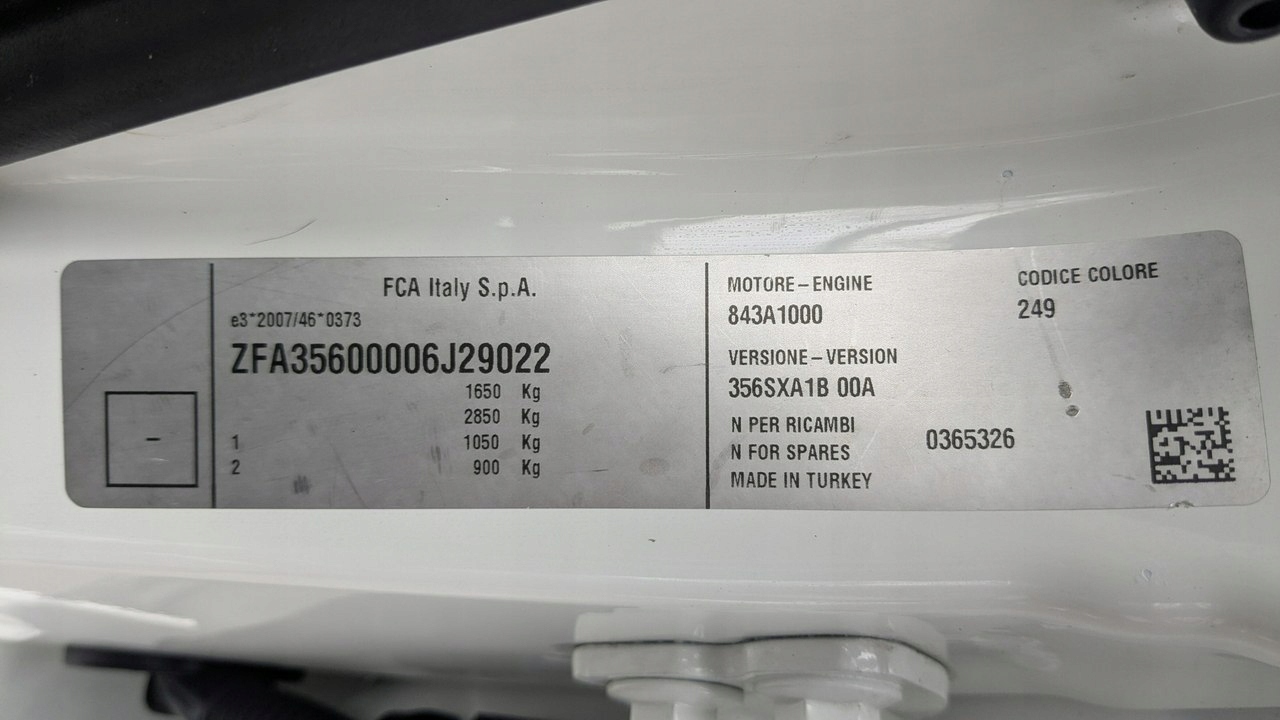 FCA Italy S.p.A.
e3*2007/46*0373
ZFA35600006J29022
1650 Kg
2850 Kg
1 1050 Kg
2 900 Kg
–
MOTORE – ENGINE
843A1000
CODICE COLORE
249
VERSIONE – VERSION
356SXA1B 00A
N PER RICAMBI
N FOR SPARES
0365326
MADE IN TURKEY